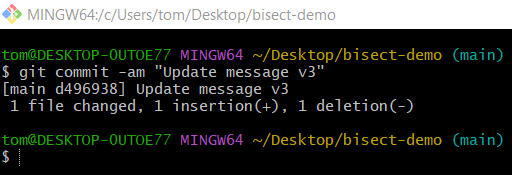 MINGW64:/c/Users/tom/Desktop/bisect-demo
tom@DESKTOP-OUTOE77 MINGW64 ~/Desktop/bisect-demo (main)
$ git commit -am "Update message v3"
[main d496938] Update message v3
 1 file changed, 1 insertion(+), 1 deletion(-)
tom@DESKTOP-OUTOE77 MINGW64 ~/Desktop/bisect-demo (main)
$